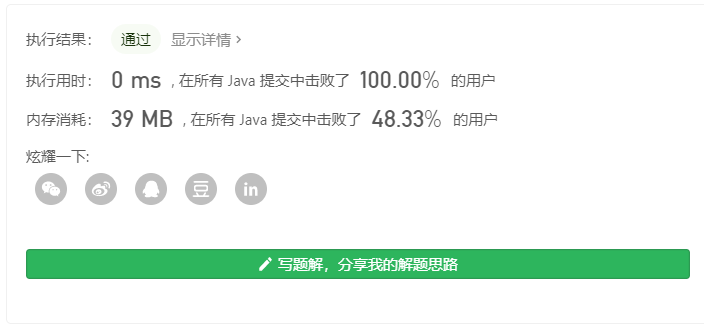 执行结果： 通过 显示详情 ›
执行用时： 0 ms , 在所有 Java 提交中击败了 100.00% 的用户
内存消耗： 39 MB , 在所有 Java 提交中击败了 48.33% 的用户
炫耀一下:
豆 in
写题解，分享我的解题思路